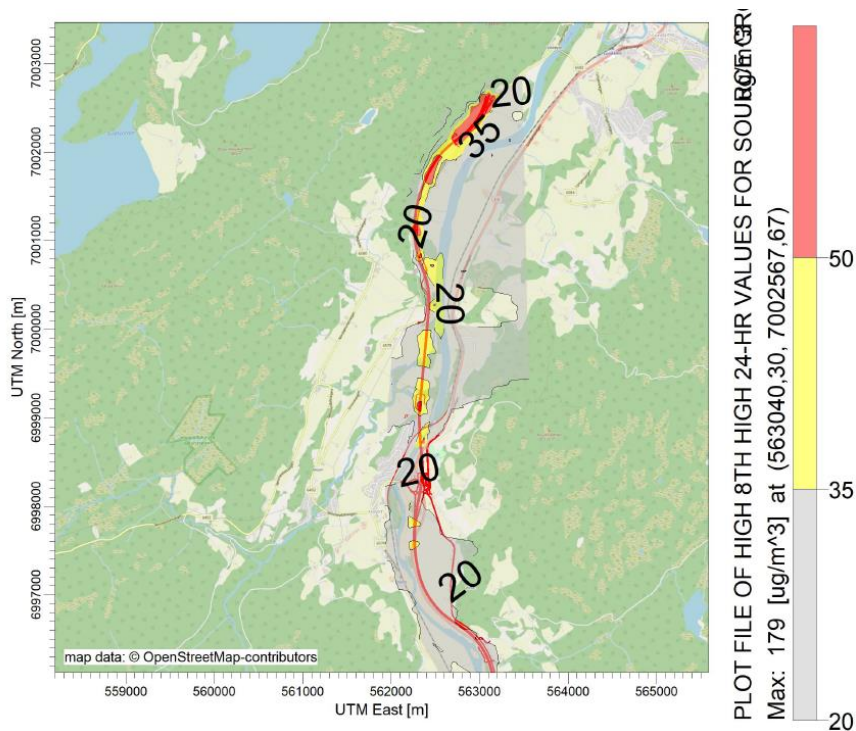 7003000
7002000
7001000
7000000
6999000
6998000
6997000
UTM North [m]
20
35
20
20
20
20
map data: © OpenStreetMap-contributors
559000 560000 561000 562000 563000 564000 565000
UTM East [m]
PLOT FILE OF HIGH 8TH HIGH 24-HR VALUES FOR SOURCE GR
Max: 179 [ug/m^3] at (563040,30, 7002567,67)
50
35
20